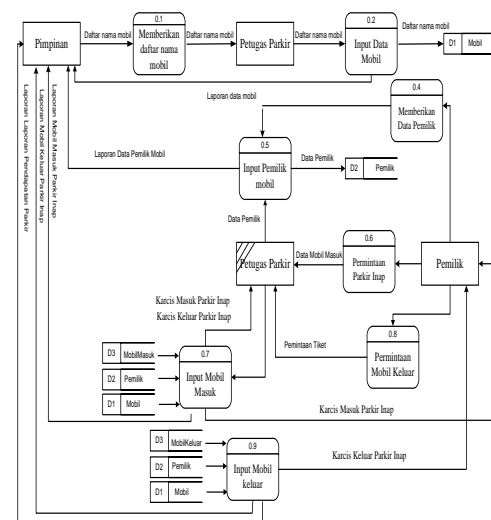 Pimpinan
Daftar nama mobil
0.1
Memberikan
daftar nama
mobil
Daftar nama mobil
Petugas Parkir
Daftar nama mobil
0.2
Input Data
Mobil
Daftar nama mobil
D1 Mobil
Laporan data mobil
0.4
Memberikan
Data Pemilik
Laporan Data Pemilik Mobil
0.5
Input Pemilik
mobil
Data Pemilik
D2 Pemilik
Laporan Mobil Masuk Parkir Inap
Laporan Mobil Keluar Parkir Inap
Laporan Laporan Pendapatan Parkir
Data Pemilik
Petugas Parkir
Data Mobil Masuk
0.6
Permintaan
Parkir Inap
Pemilik
Karcis Masuk Parkir Inap
Karcis Keluar Parkir Inap
Pemintaan Tiket
0.8
Permintaan
Mobil Keluar
D3 MobilMasuk
D2 Pemilik
D1 Mobil
0.7
Input Mobil
Masuk
Karcis Masuk Parkir Inap
D3 MobilKeluar
D2 Pemilik
D1 Mobil
0.9
Input Mobil
keluar
Karcis Keluar Parkir Inap